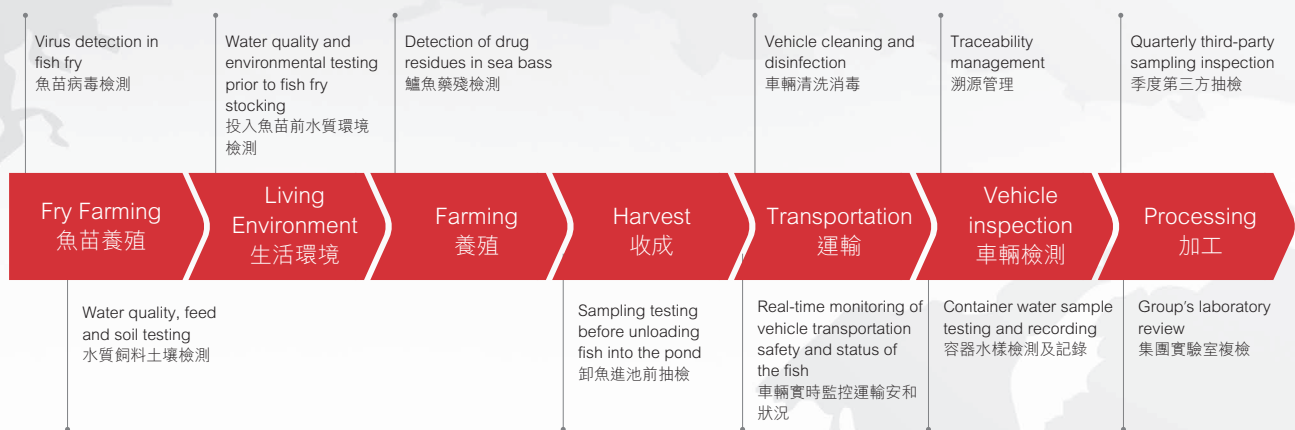 Virus detection in
fish fry
魚苗病毒檢測
Water quality and
environmental testing
prior to fish fry
stocking
投入魚苗前水質環境
檢測
Detection of drug
residues in sea bass
鱸魚藥殘檢測
Vehicle cleaning and
disinfection
車輛清洗消毒
Traceability
management
溯源管理
Quarterly third-party
sampling inspection
季度第三方抽檢
Fry Farming
魚苗養殖
Living
Environment
生活環境
Farming
養殖
Harvest
收成
Transportation
運輸
Vehicle
inspection
車輛檢測
Processing
加工
Water quality, feed
and soil testing
水質飼料土壤檢測
Sampling testing
before unloading
fish into the pond
卸魚進池前抽檢
Real-time monitoring of
vehicle transportation
safety and status of
the fish
車輛實時監控運輸安和
狀況
Container water sample
testing and recording
容器水樣檢測及記錄
Group's laboratory
review
集團實驗室複檢